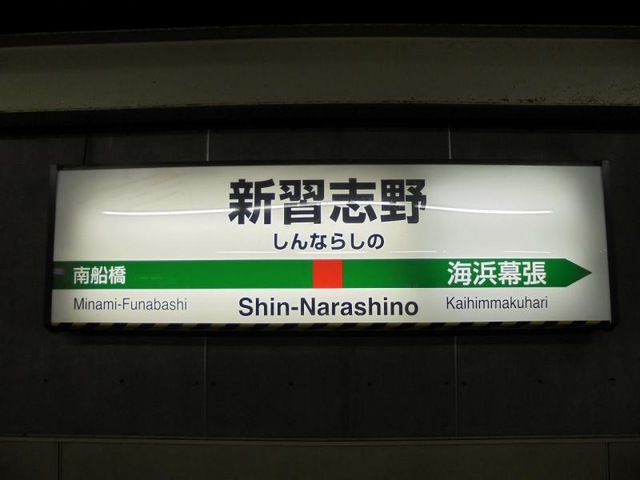 新習志野
しんならしの
南船橋 海浜幕張
Minami-Funabashi Shin-Narashino Kaihimmakuhari